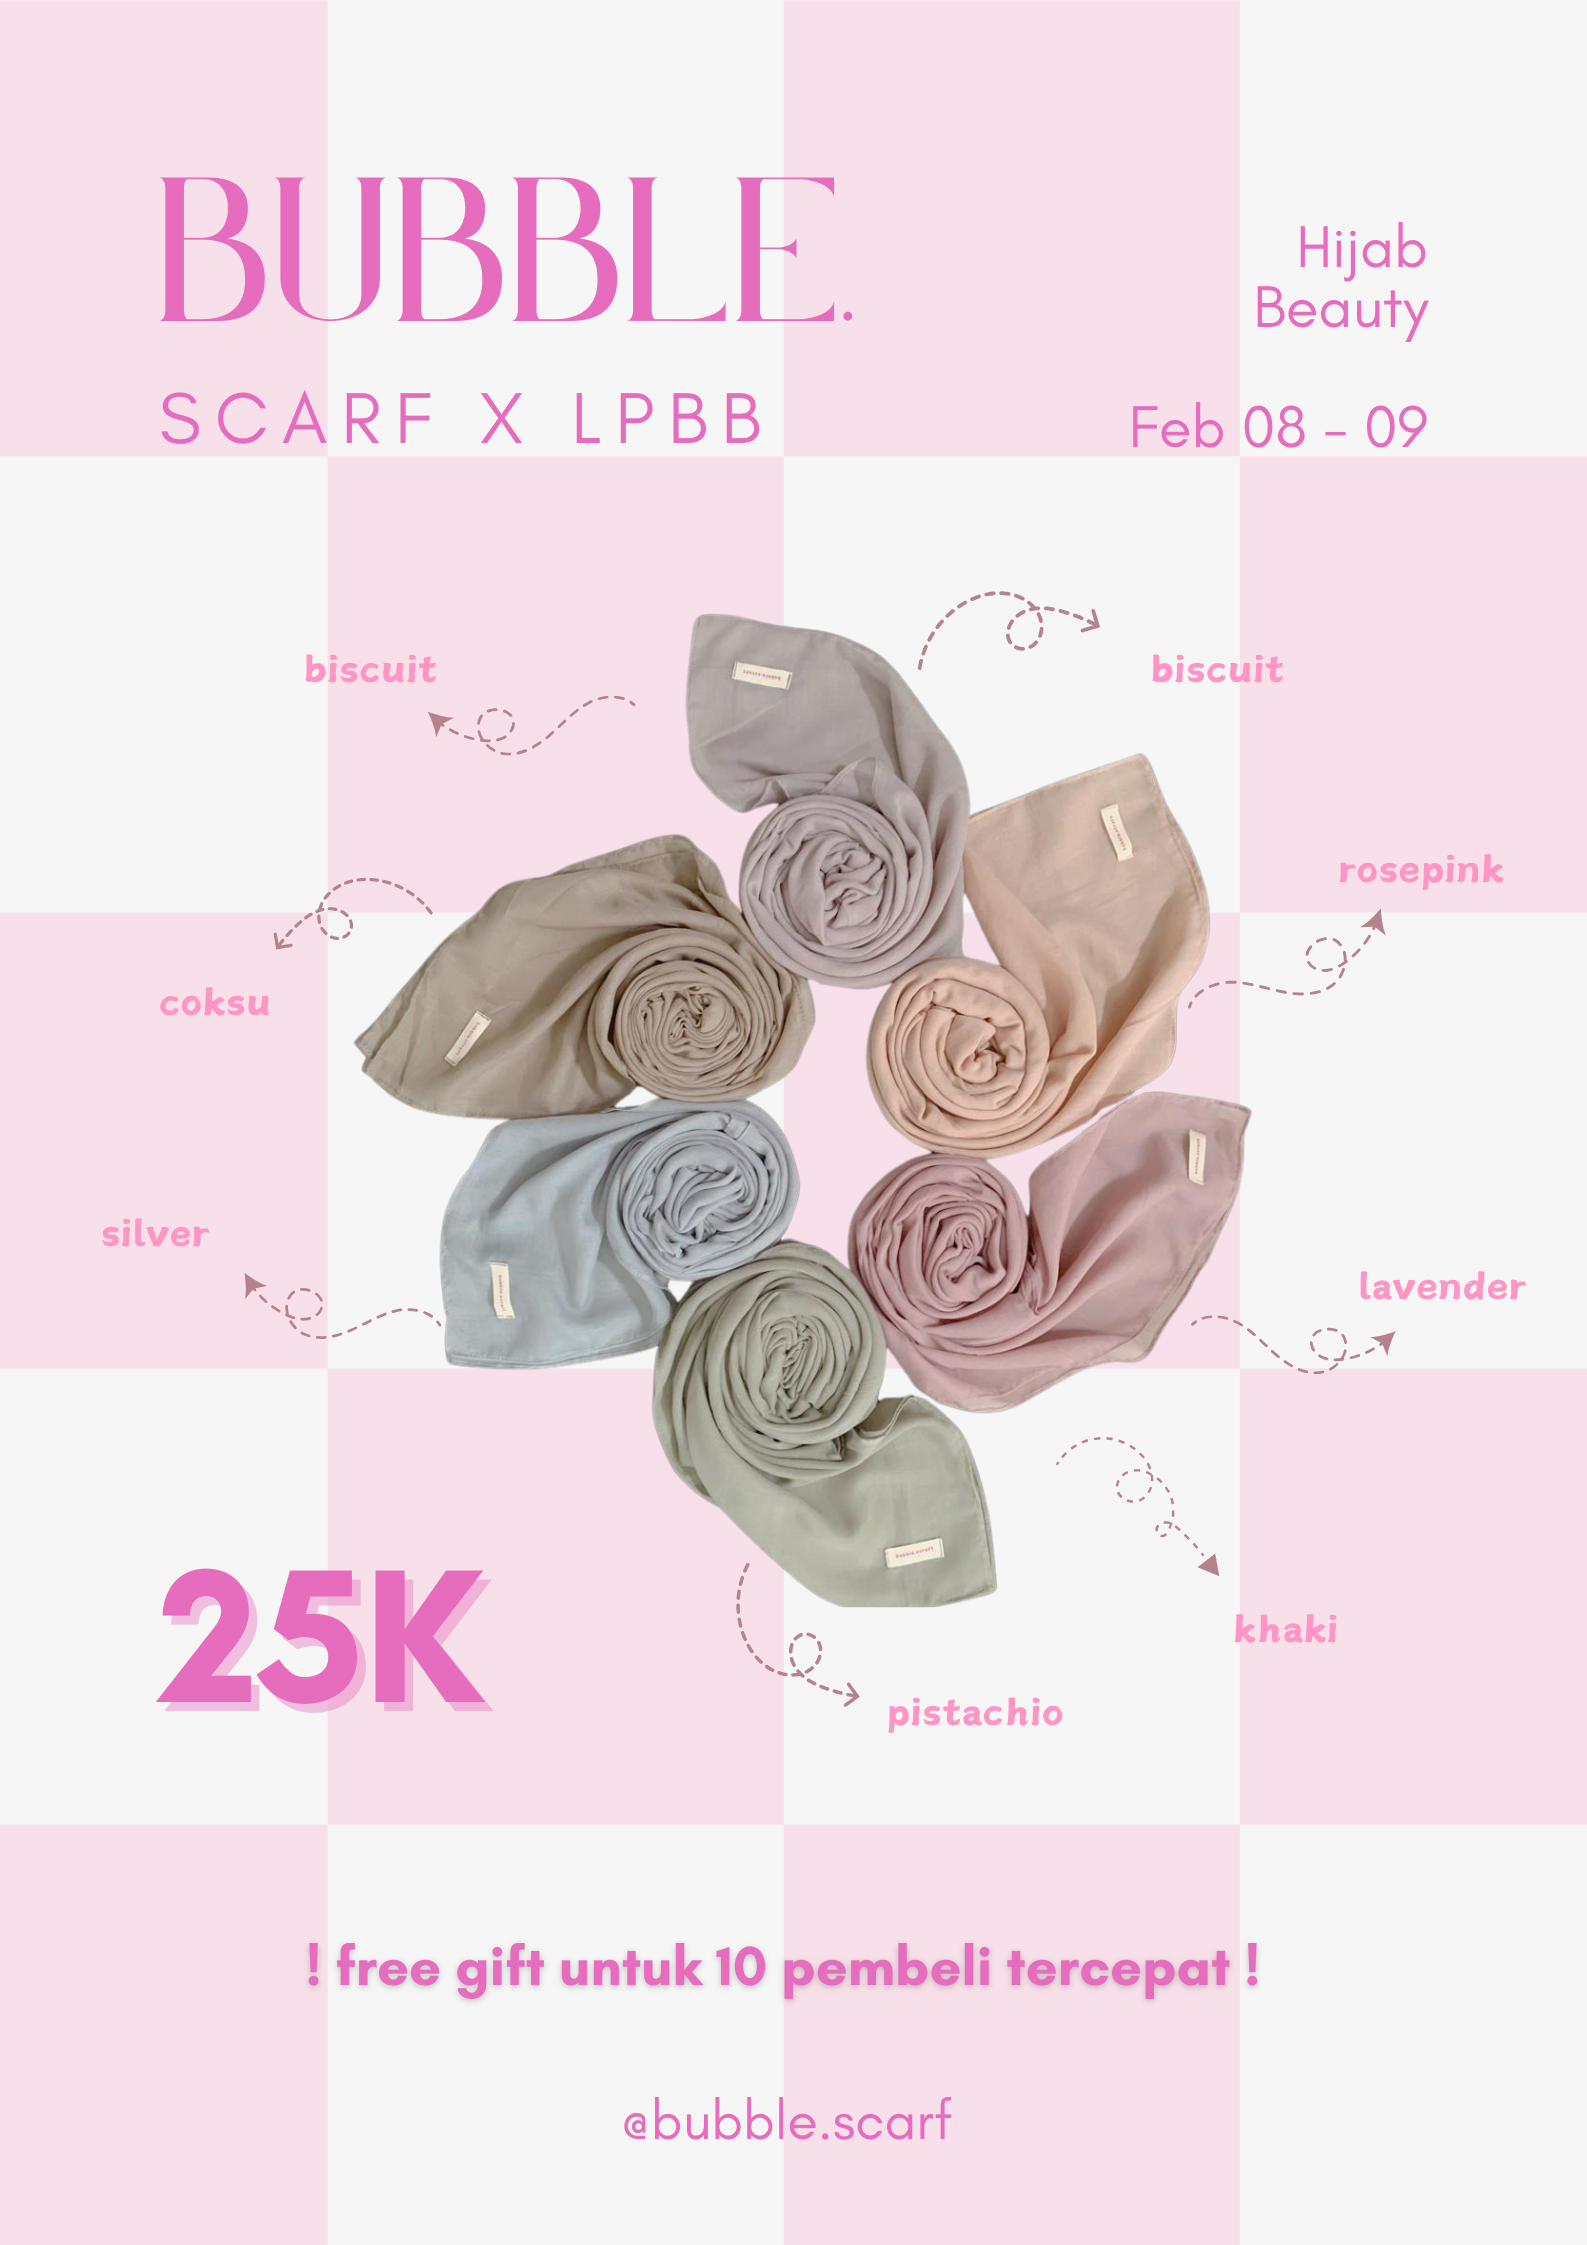 BUBBLE.
Hijab
Beauty
SCARF X LPBB
Feb 08 - 09
biscuit
biscuit
rosepink
coksu
silver
lavender
khaki
pistachio
25K
! free gift untuk 10 pembeli tercepat !
@bubble.scarf